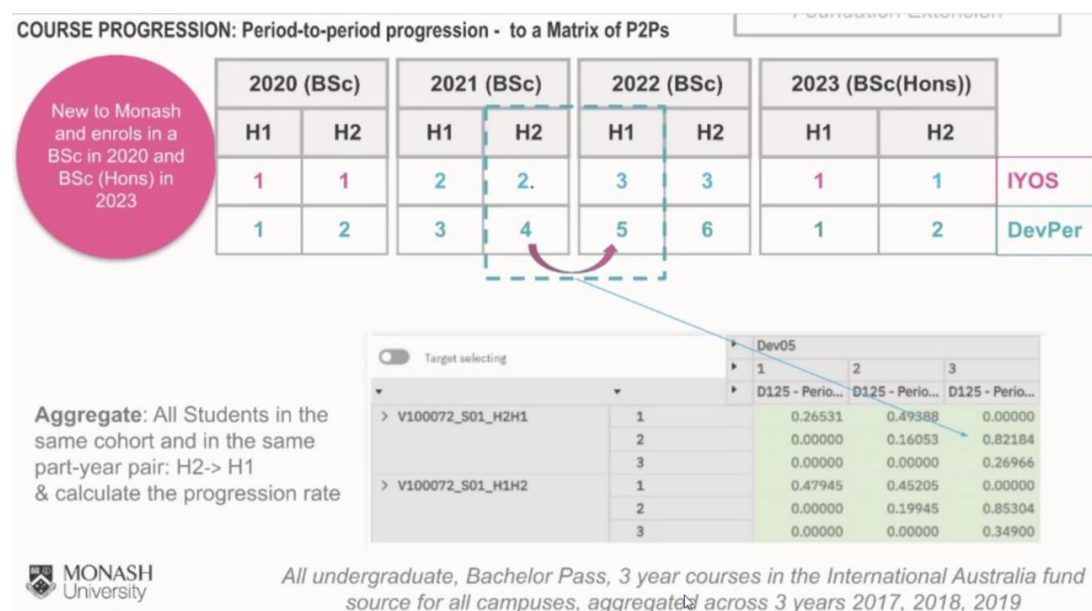 Foundation Extension
COURSE PROGRESSION: Period-to-period progression - to a Matrix of P2Ps
New to Monash
and enrols in a
BSc in 2020 and
BSc (Hons) in
2023
2020 (BSc) 2021 (BSc) 2022 (BSc) 2023 (BSc(Hons))
H1 H2 H1 H2 H1 H2 H1 H2
1 1 2 2. 3 3 1 1 IYOS
1 2 3 4 5 6 1 2 DevPer
Target selecting
Dev05
1 2 3
D125 - Perio... D125 - Perio... D125 - Perio...
V100072_S01_H2H1 1 0.26531 0.49388 0.00000
2 0.00000 0.16053 0.82184
3 0.00000 0.00000 0.26966
V100072_S01_H1H2 1 0.47945 0.45205 0.00000
2 0.00000 0.19945 0.85304
3 0.00000 0.00000 0.34900
Aggregate: All Students in the
same cohort and in the same
part-year pair: H2-> H1
& calculate the progression rate
MONASH
University
All undergraduate, Bachelor Pass, 3 year courses in the International Australia fund
source for all campuses, aggregated across 3 years 2017, 2018, 2019